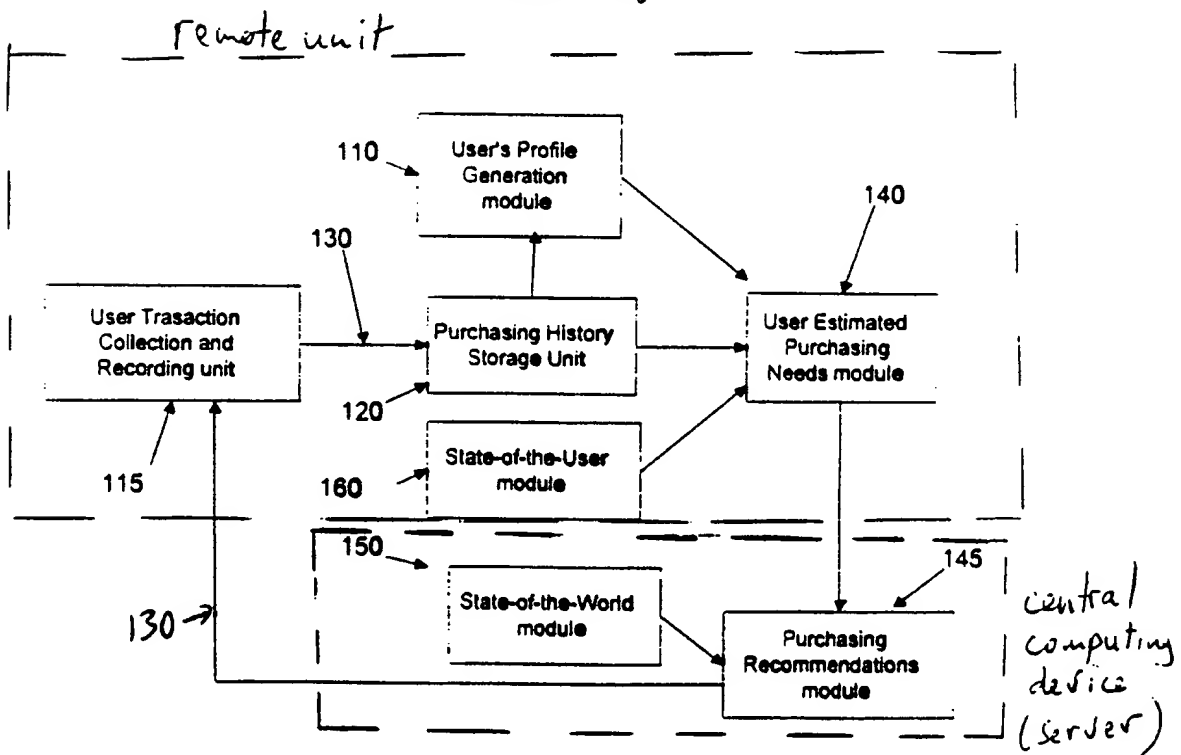 remote unit
110
User's Profile
Generation
module
140
130
User Trasaction
Collection and
Recording unit
Purchasing History
Storage Unit
User Estimated
Purchasing
Needs module
120
115
160
State-of-the-User
module
150
145
State-of-the-World
module
130
Purchasing
Recommendations
module
central
computing
device
(server)